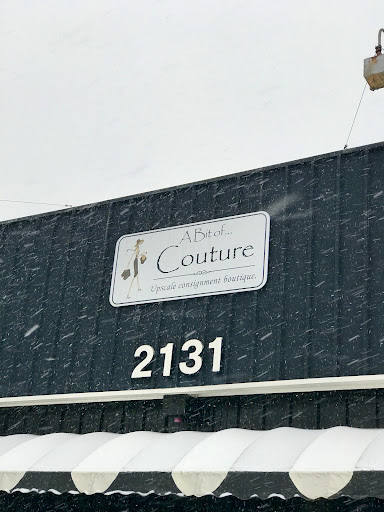 A Bit of...
Couture
Upscale consignment boutique.
2131